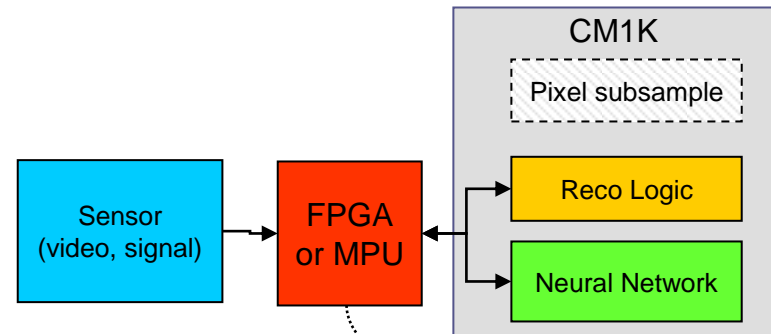 CM1K
Pixel subsample
Sensor
(video, signal)
FPGA
or MPU
Reco Logic
Neural Network